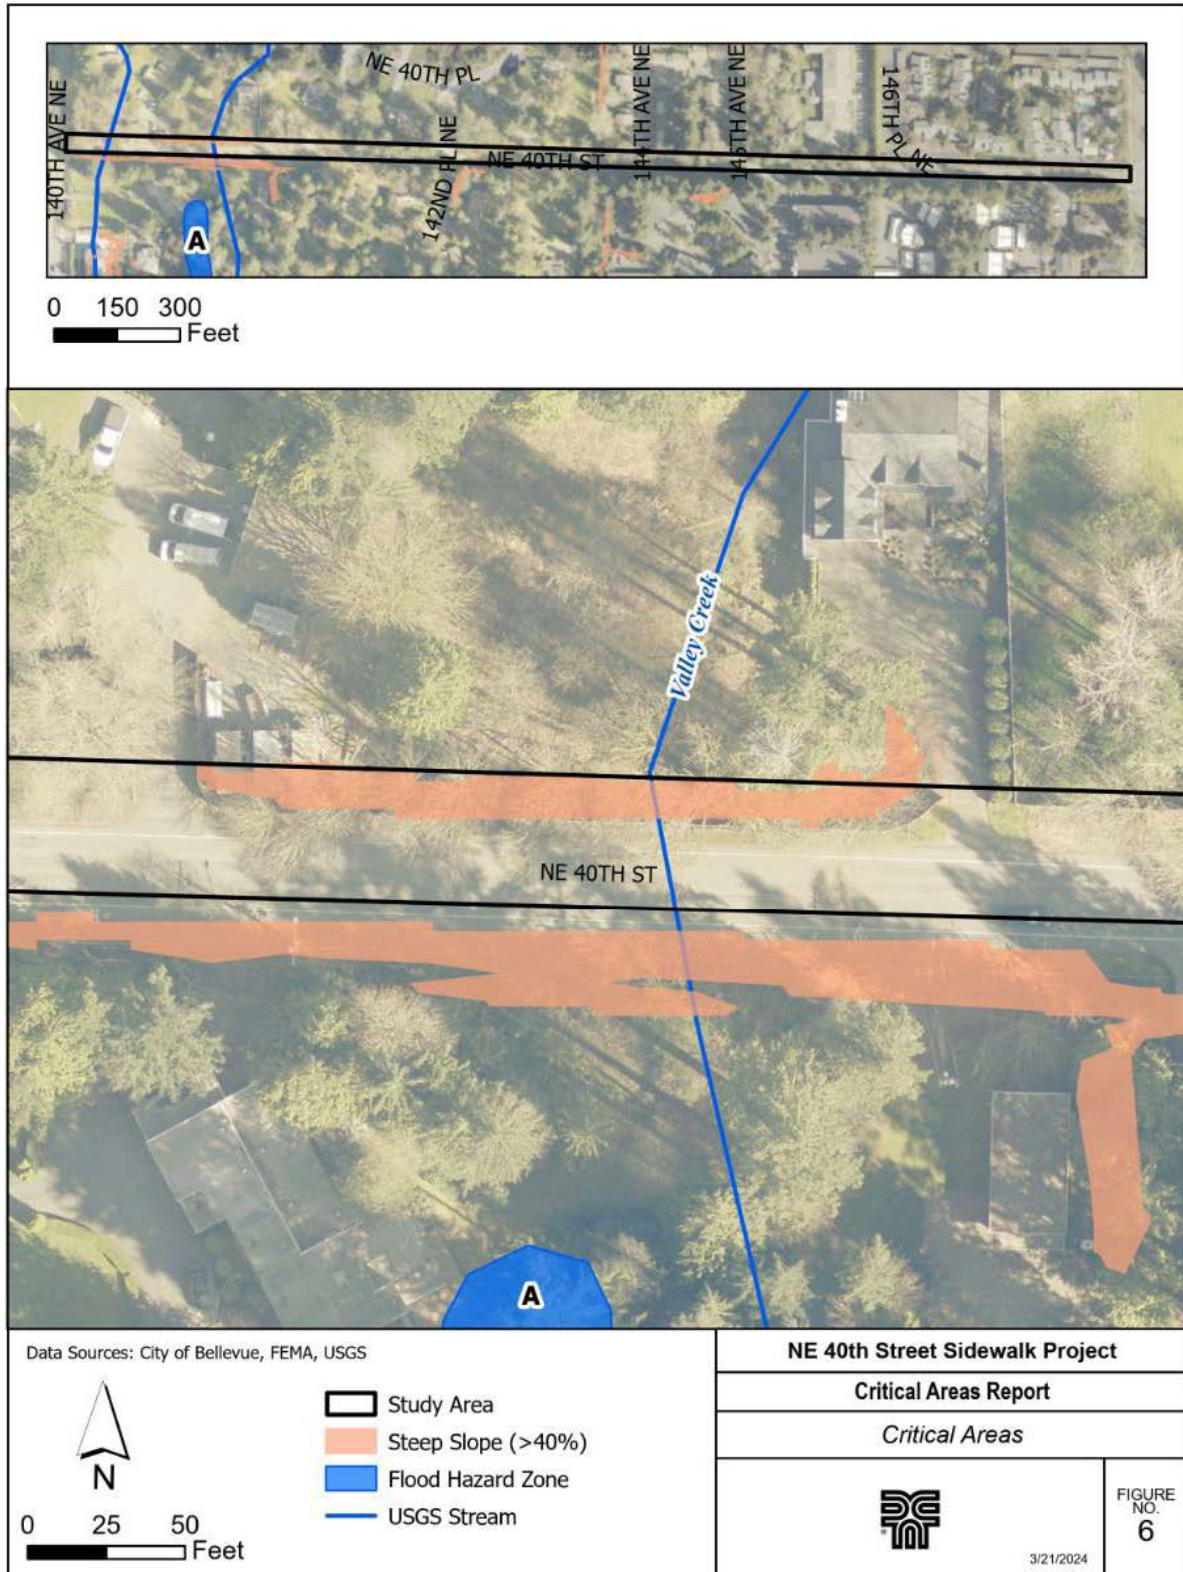 140TH AVE NE
NE 40TH PL
142ND PL NE
NE 40TH ST
144TH AVE NE
145TH AVE NE
146TH PL NE
A
0 150 300
Feet
Valley Creek
NE 40TH ST
A
Data Sources: City of Bellevue, FEMA, USGS
N
0 25 50
Feet
Study Area
Steep Slope (>40%)
Flood Hazard Zone
USGS Stream
NE 40th Street Sidewalk Project
Critical Areas Report
Critical Areas
3/21/2024
FIGURE
NO.
6